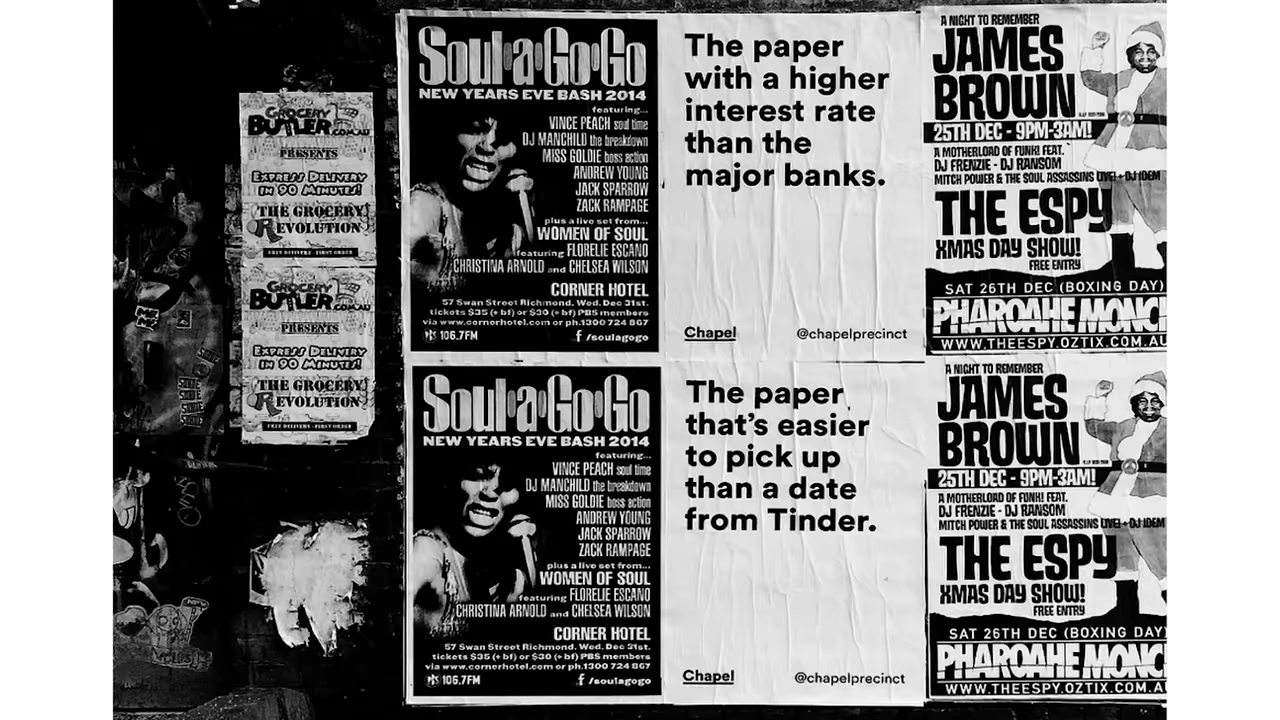 GROCERY
BUTLER.COM.AU
PRESENTS
EXPRESS DELIVERY
IN 90 MINUTES!
THE GROCERY
REVOLUTION
FREE DELIVERY - FIRST ORDER
GROCERY
BUTLER.COM.AU
PRESENTS
EXPRESS DELIVERY
IN 90 MINUTES!
THE GROCERY
REVOLUTION
FREE DELIVERY - FIRST ORDER
Soul·a·Go·Go
NEW YEARS EVE BASH 2014
featuring...
VINCE PEACH soul time
DJ MANCHILD the breakdown
MISS GOLDIE boss action
ANDREW YOUNG
JACK SPARROW
ZACK RAMPAGE
plus a live set from...
WOMEN OF SOUL
featuring FLORELIE ESCANO
CHRISTINA ARNOLD and CHELSEA WILSON
CORNER HOTEL
57 Swan Street Richmond. Wed. Dec 31st.
tickets $35 (+ bf) or $30 (+ bf) PBS members
via www.cornerhotel.com or ph.1300 724 867
PBS 106.7FM
f /soulagogo
Soul·a·Go·Go
NEW YEARS EVE BASH 2014
featuring...
VINCE PEACH soul time
DJ MANCHILD the breakdown
MISS GOLDIE boss action
ANDREW YOUNG
JACK SPARROW
ZACK RAMPAGE
plus a live set from...
WOMEN OF SOUL
featuring FLORELIE ESCANO
CHRISTINA ARNOLD and CHELSEA WILSON
CORNER HOTEL
57 Swan Street Richmond. Wed. Dec 31st.
tickets $35 (+ bf) or $30 (+ bf) PBS members
via www.cornerhotel.com or ph.1300 724 867
PBS 106.7FM
f /soulagogo
The paper
with a higher
interest rate
than the
major banks.
Chapel
@chapelprecinct
The paper
that's easier
to pick up
than a date
from Tinder.
Chapel
@chapelprecinct
A NIGHT TO REMEMBER
JAMES
BROWN
25TH DEC - 9PM-3AM!
A MOTHERLOAD OF FUNK! FEAT.
DJ FRENZIE - DJ RANSOM
MITCH POWER & THE SOUL ASSASSINS LIVE! + DJ IDEM
THE ESPY
XMAS DAY SHOW!
FREE ENTRY
SAT 26TH DEC (BOXING DAY)
PHAROAHE MONCH
WWW.THEESPY.OZTIX.COM.AU
A NIGHT TO REMEMBER
JAMES
BROWN
25TH DEC - 9PM-3AM!
A MOTHERLOAD OF FUNK! FEAT.
DJ FRENZIE - DJ RANSOM
MITCH POWER & THE SOUL ASSASSINS LIVE! + DJ IDEM
THE ESPY
XMAS DAY SHOW!
FREE ENTRY
SAT 26TH DEC (BOXING DAY)
PHAROAHE MONC
WWW.THEESPY.OZTIX.COM.A